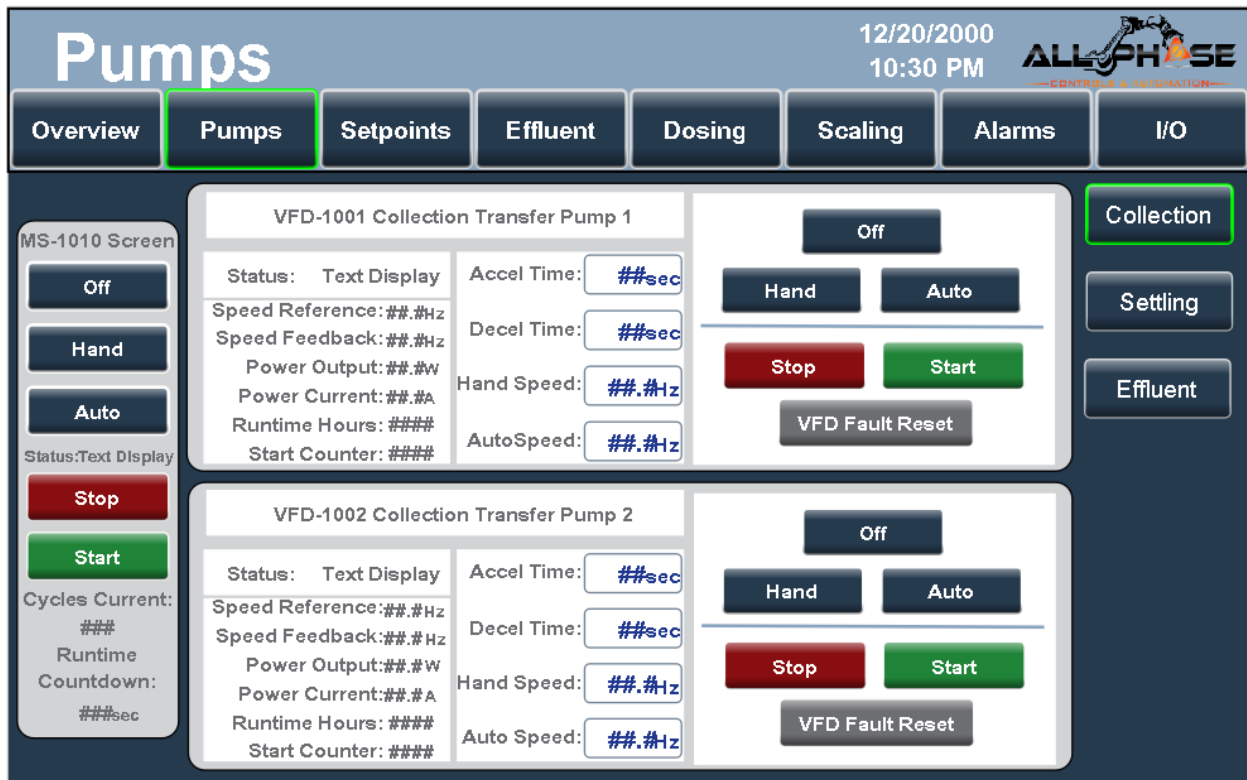 Pumps
12/20/2000
10:30 PM
ALL PHASE
CONTROLS & AUTOMATION
Overview
Pumps
Setpoints
Effluent
Dosing
Scaling
Alarms
I/O
MS-1010 Screen
Off
Hand
Auto
Status:Text Display
Stop
Start
Cycles Current:
###
Runtime
Countdown:
###sec
VFD-1001 Collection Transfer Pump 1
Status: Text Display
Speed Reference:##.#Hz
Speed Feedback:##.#Hz
Power Output:##.#W
Power Current:##.#A
Runtime Hours: ####
Start Counter: ####
Accel Time: ##sec
Decel Time: ##sec
Hand Speed: ##.#Hz
AutoSpeed: ##.#Hz
Off
Hand
Auto
Stop
Start
VFD Fault Reset
VFD-1002 Collection Transfer Pump 2
Status: Text Display
Speed Reference:##.#Hz
Speed Feedback:##.#Hz
Power Output:##.#W
Power Current:##.#A
Runtime Hours: ####
Start Counter: ####
Accel Time: ##sec
Decel Time: ##sec
Hand Speed: ##.#Hz
Auto Speed: ##.#Hz
Off
Hand
Auto
Stop
Start
VFD Fault Reset
Collection
Settling
Effluent